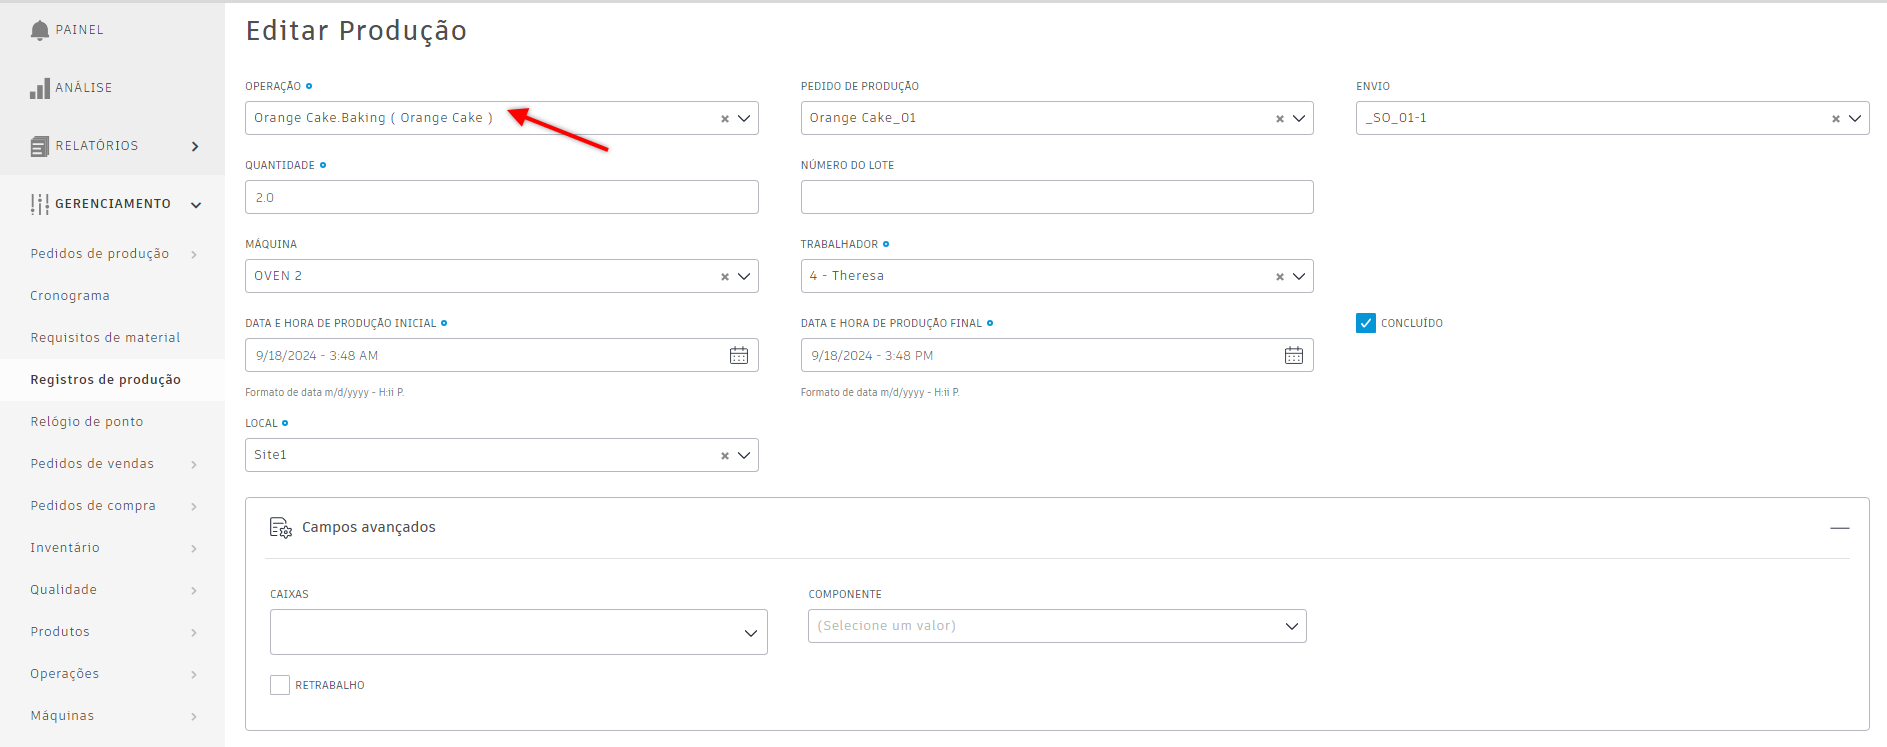 PAINEL
ANÁLISE
RELATÓRIOS
GERENCIAMENTO
Pedidos de produção
Cronograma
Requisitos de material
Registros de produção
Relógio de ponto
Pedidos de vendas
Pedidos de compra
Inventário
Qualidade
Produtos
Operações
Máquinas
Editar Produção
OPERAÇÃO
Orange Cake.Baking ( Orange Cake )
PEDIDO DE PRODUÇÃO
Orange Cake_01
ENVIO
_SO_01-1
QUANTIDADE
2.0
NÚMERO DO LOTE
MÁQUINA
OVEN 2
TRABALHADOR
4 - Theresa
DATA E HORA DE PRODUÇÃO INICIAL
9/18/2024 - 3:48 AM
Formato de data m/d/yyyy - H:ii P.
DATA E HORA DE PRODUÇÃO FINAL
9/18/2024 - 3:48 PM
Formato de data m/d/yyyy - H:ii P.
CONCLUÍDO
LOCAL
Site1
Campos avançados
CAIXAS
COMPONENTE
(Selecione um valor)
RETRABALHO